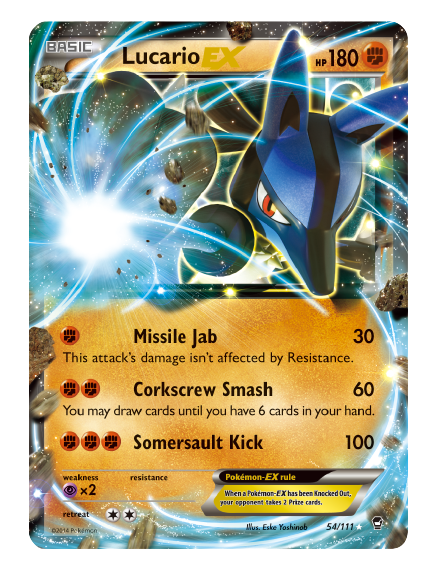 BASIC
Lucario EX
HP 180
Missile Jab 30
This attack's damage isn't affected by Resistance.
Corkscrew Smash 60
You may draw cards until you have 6 cards in your hand.
Somersault Kick 100
weakness resistance
×2
Pokémon-EX rule
When a Pokémon-EX has been Knocked Out,
your opponent takes 2 Prize cards.
retreat
©2014 Pokémon
Illus. Eske Yoshinob
54/111